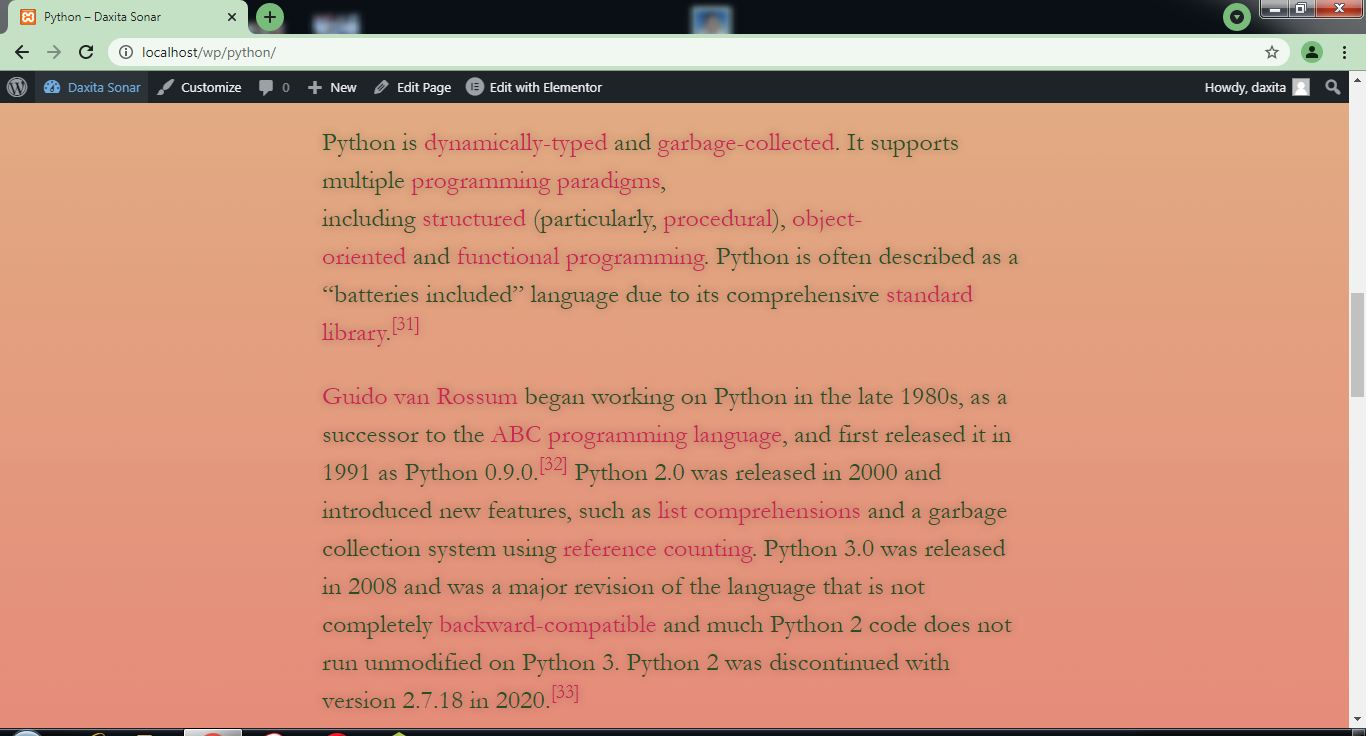 Python – Daxita Sonar
localhost/wp/python/
Daxita Sonar Customize 0 New Edit Page Edit with Elementor Howdy, daxita
Python is dynamically-typed and garbage-collected. It supports
multiple programming paradigms,
including structured (particularly, procedural), object-
oriented and functional programming. Python is often described as a
“batteries included” language due to its comprehensive standard
library.[31]
Guido van Rossum began working on Python in the late 1980s, as a
successor to the ABC programming language, and first released it in
1991 as Python 0.9.0.[32] Python 2.0 was released in 2000 and
introduced new features, such as list comprehensions and a garbage
collection system using reference counting. Python 3.0 was released
in 2008 and was a major revision of the language that is not
completely backward-compatible and much Python 2 code does not
run unmodified on Python 3. Python 2 was discontinued with
version 2.7.18 in 2020.[33]